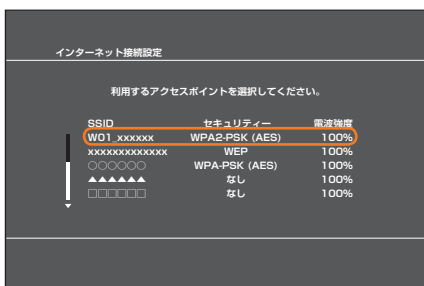 インターネット接続設定
利用するアクセスポイントを選択してください。
SSID セキュリティー 電波強度
W01_xxxxxx WPA2-PSK (AES) 100%
xxxxxxxxxxxxx WEP 100%
○○○○○○ WPA-PSK (AES) 100%
▲▲▲▲▲▲ なし 100%
□□□□□□ なし 100%